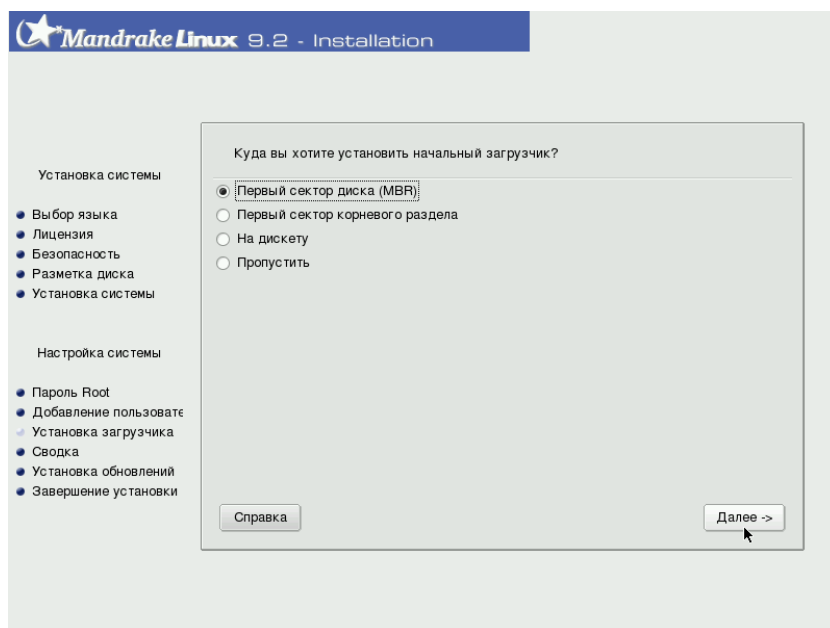 Mandrake Linux 9.2 - Installation
Установка системы
Выбор языка
Лицензия
Безопасность
Разметка диска
Установка системы
Настройка системы
Пароль Root
Добавление пользовате
Установка загрузчика
Сводка
Установка обновлений
Завершение установки
Куда вы хотите установить начальный загрузчик?
Первый сектор диска (MBR)
Первый сектор корневого раздела
На дискету
Пропустить
Справка
Далее ->